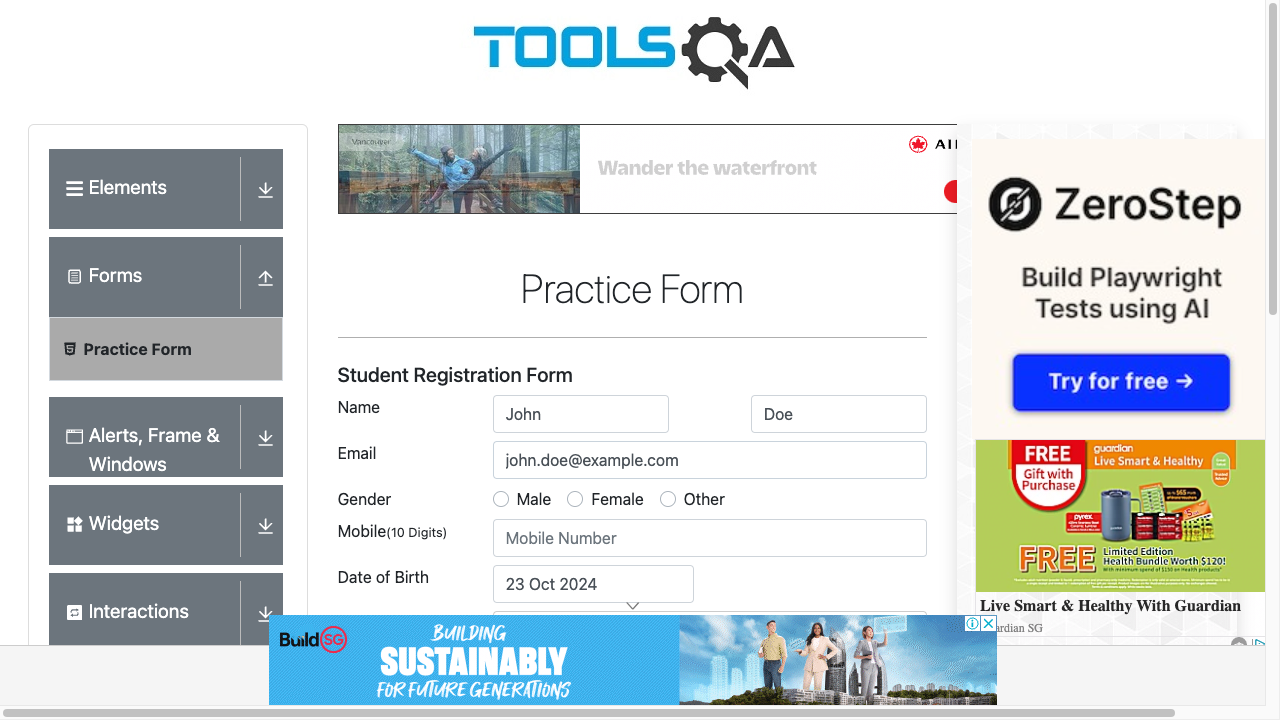 TOOLSQA
Elements
Forms
Practice Form
Alerts, Frame &
Windows
Widgets
Interactions
Vancouver
Wander the waterfront
Practice Form
Student Registration Form
Name
John
Doe
Email
john.doe@example.com
Gender
Male
Female
Other
Mobile(10 Digits)
Mobile Number
Date of Birth
23 Oct 2024
ZeroStep
Build Playwright
Tests using AI
Try for free →
FREE
Gift with
Purchase
guardian
Live Smart & Healthy
pyrex
FREE
Limited Edition
Health Bundle Worth $120!
Live Smart & Healthy With Guardian
BuildSG
BUILDING
SUSTAINABLY
FOR FUTURE GENERATIONS